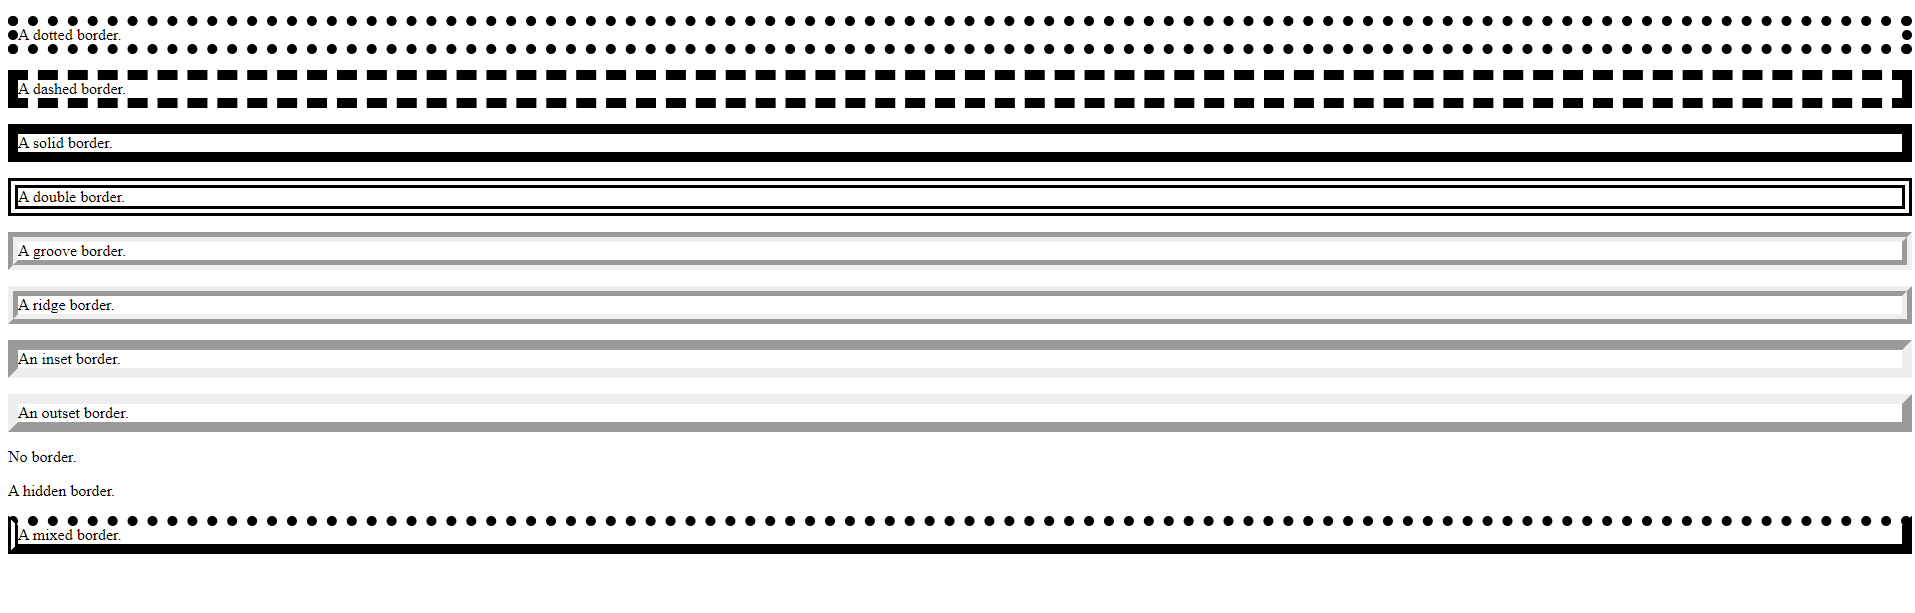 A dotted border.
A dashed border.
A solid border.
A double border.
A groove border.
A ridge border.
An inset border.
An outset border.
No border.
A hidden border.
A mixed border.